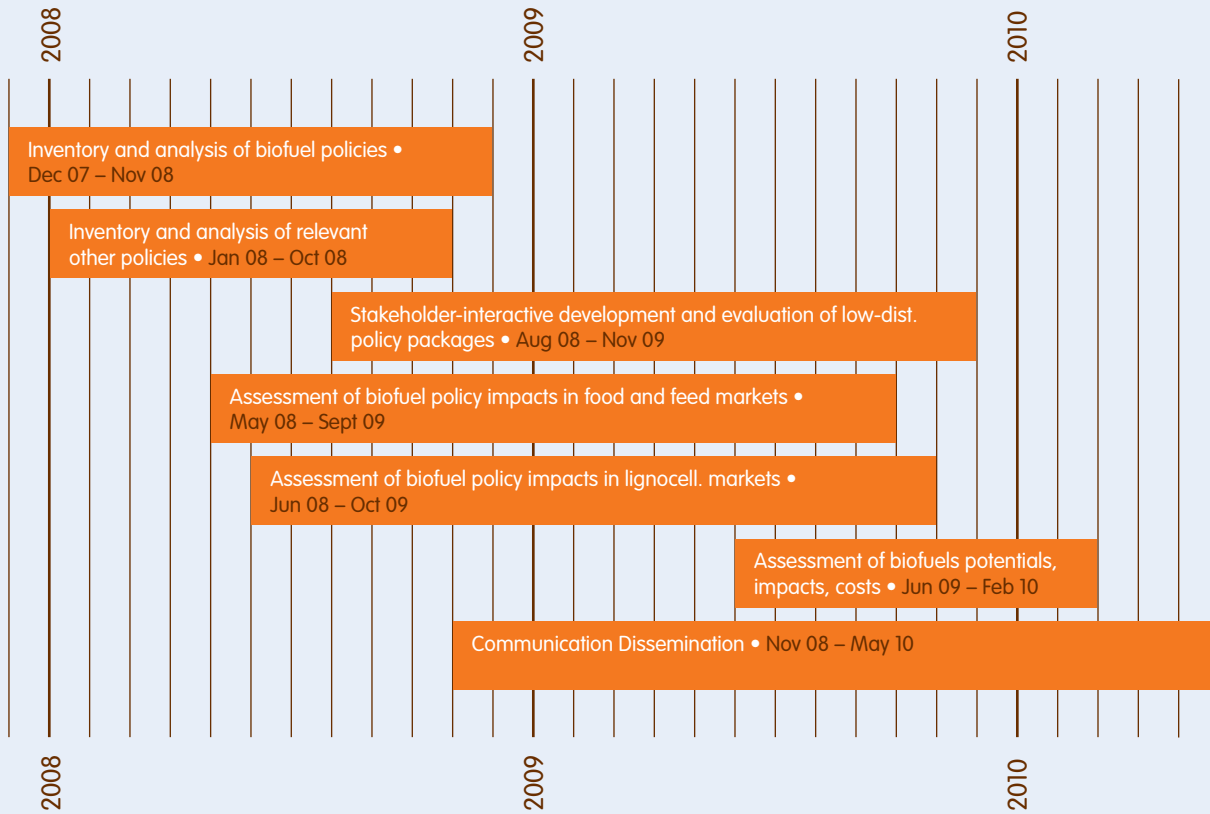 2008
2009
2010
Inventory and analysis of biofuel policies •
Dec 07 – Nov 08
Inventory and analysis of relevant
other policies • Jan 08 – Oct 08
Stakeholder-interactive development and evaluation of low-dist.
policy packages • Aug 08 – Nov 09
Assessment of biofuel policy impacts in food and feed markets •
May 08 – Sept 09
Assessment of biofuel policy impacts in lignocell. markets •
Jun 08 – Oct 09
Assessment of biofuels potentials,
impacts, costs • Jun 09 – Feb 10
Communication Dissemination • Nov 08 – May 10
2008
2009
2010